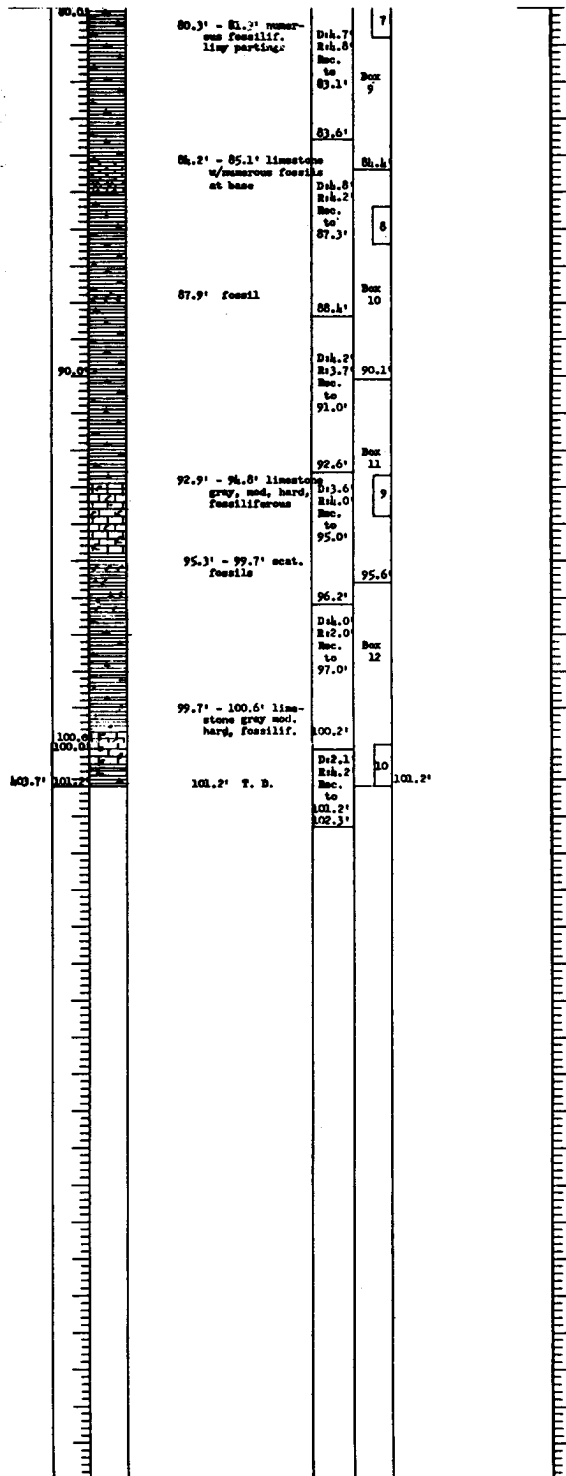 80.0'
7
80.3' - 81.3' numer-
ous fossilif.
limy partings
D:4.7'
R:4.8'
Rec.
to
83.1'
Box
9
83.6'
84.2' - 85.1' limestone
w/numerous fossils
at base
84.4'
D:4.8'
R:4.2'
Rec.
to
87.3'
8
87.9' fossil
Box
10
88.4'
90.0'
D:4.2'
R:3.7'
Rec.
to
91.0'
90.1'
Box
11
92.6'
92.9' - 94.8' limestone
gray, mod, hard,
fossiliferous
D:3.6'
R:4.0'
Rec.
to
95.0'
9
95.3' - 99.7' scat.
fossils
95.6'
96.2'
D:4.0'
R:2.0'
Rec.
to
97.0'
Box
12
99.7' - 100.6' lime-
stone gray mod.
hard, fossilif.
100.2'
100.6
100.0'
D:2.1
R:4.2
Rec.
to
101.2'
102.3'
10
403.7'
101.2'
101.2' T. B.
101.2'